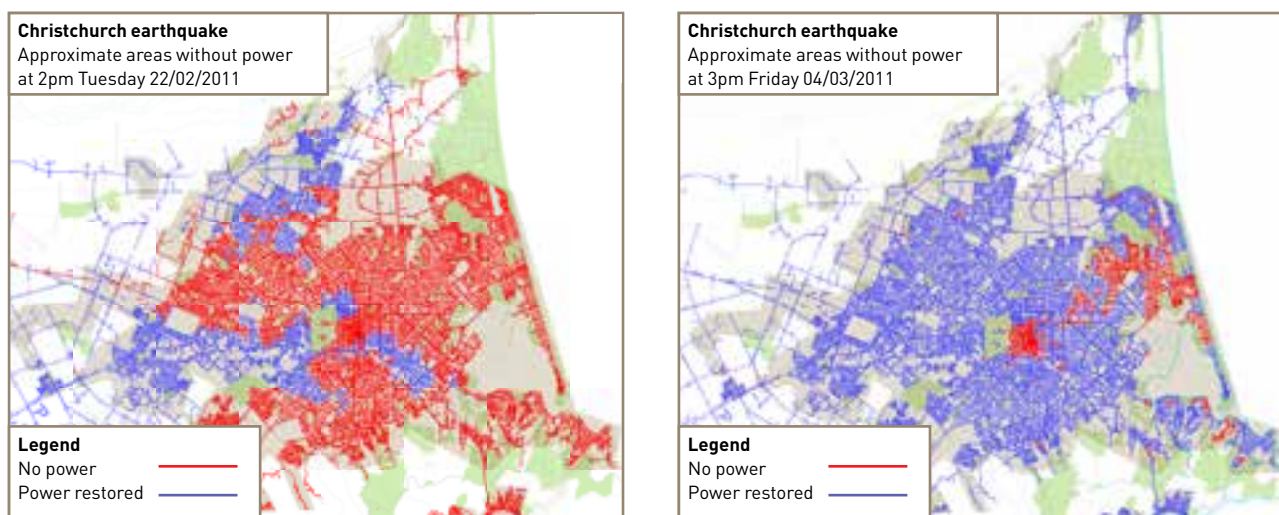 Christchurch earthquake
Approximate areas without power
at 2pm Tuesday 22/02/2011
Legend
No power
Power restored
Christchurch earthquake
Approximate areas without power
at 3pm Friday 04/03/2011
Legend
No power
Power restored